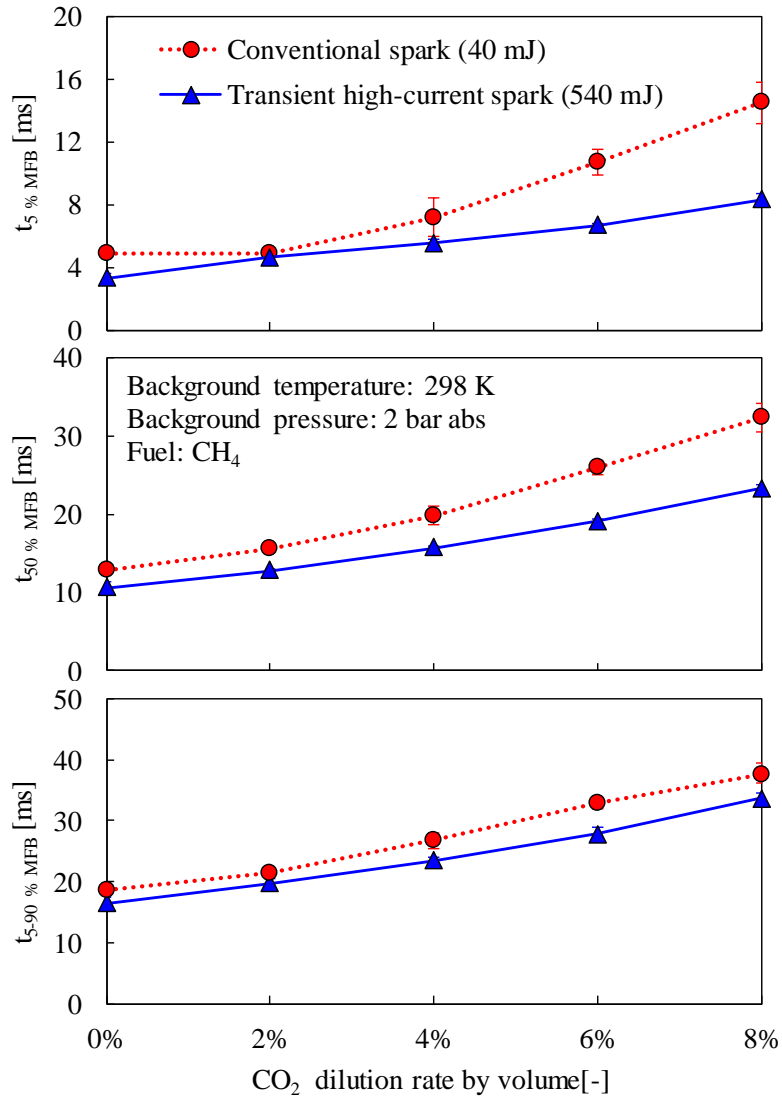 20
16
12
8
4
0
t5 % MFB [ms]
Conventional spark (40 mJ)
Transient high-current spark (540 mJ)
40
30
20
10
0
t50 % MFB [ms]
Background temperature: 298 K
Background pressure: 2 bar abs
Fuel: CH4
50
40
30
20
10
0
t5-90 % MFB [ms]
0% 2% 4% 6% 8%
CO2 dilution rate by volume[-]